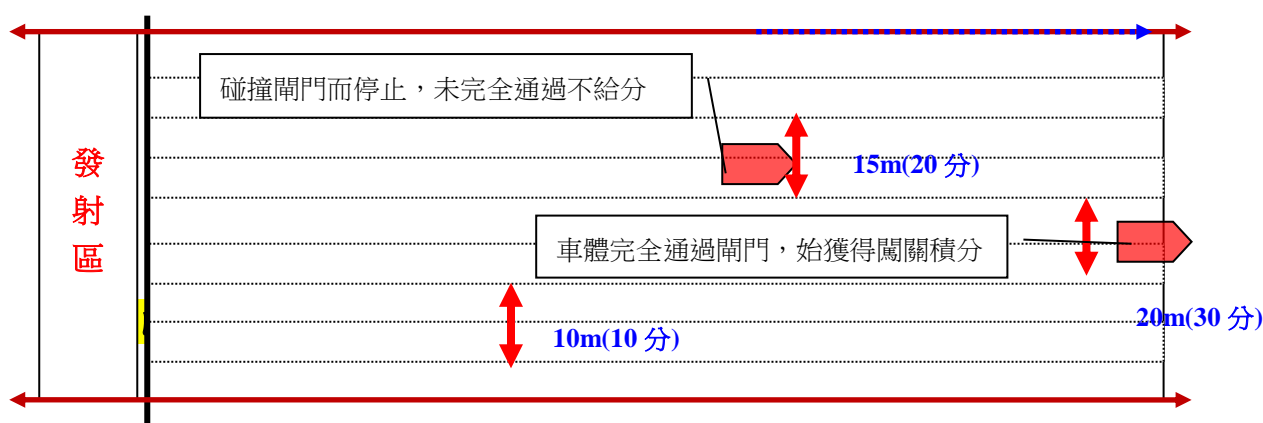 碰撞閘門而停止，未完全通過不給分
發
射
區
15m(20 分)
車體完全通過閘門，始獲得闖關積分
20m(30 分)
10m(10 分)